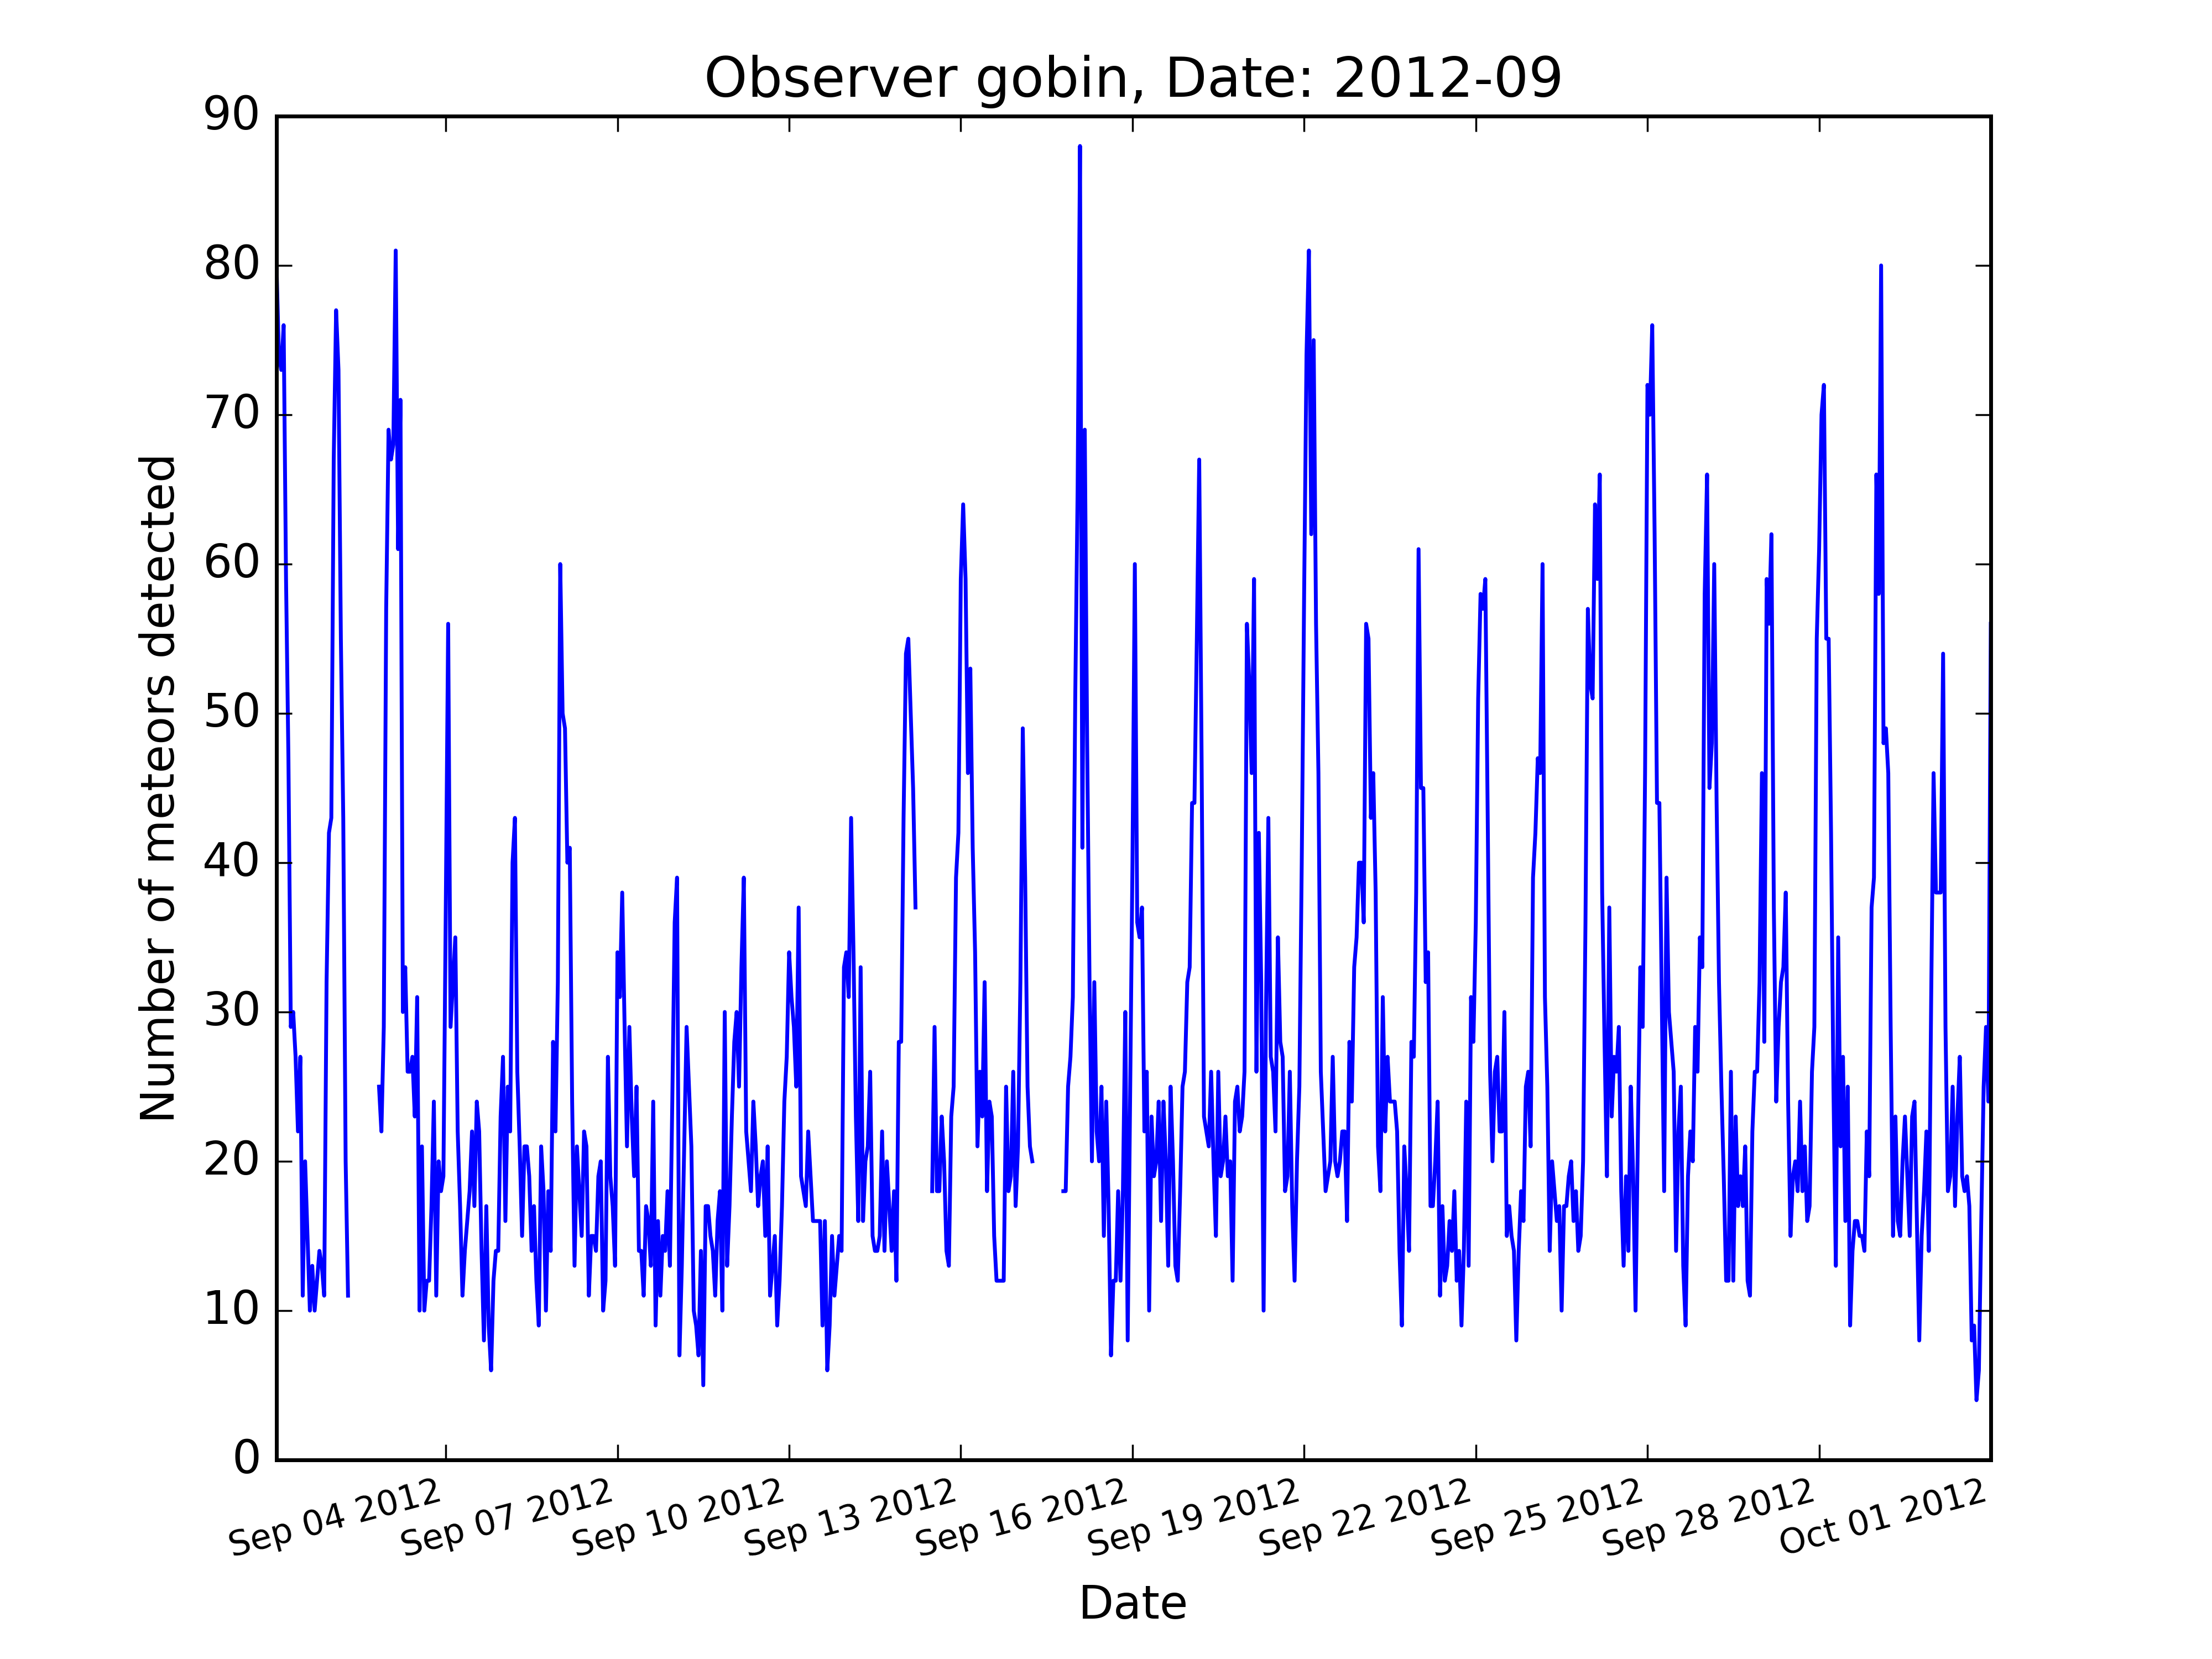 Observer gobin, Date: 2012-09
Number of meteors detected
90
80
70
60
50
40
30
20
10
0
Sep 04 2012
Sep 07 2012
Sep 10 2012
Sep 13 2012
Sep 16 2012
Sep 19 2012
Sep 22 2012
Sep 25 2012
Sep 28 2012
Oct 01 2012
Date